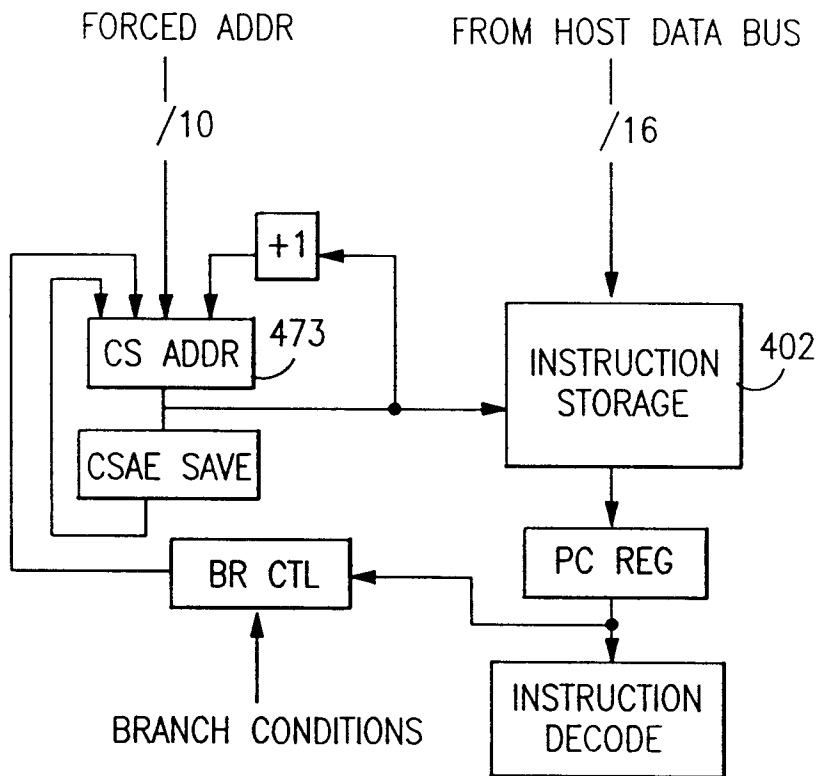 FORCED ADDR
FROM HOST DATA BUS
/10
/16
+1
CS ADDR
473
INSTRUCTION
STORAGE
402
CSAE SAVE
BR CTL
PC REG
BRANCH CONDITIONS
INSTRUCTION
DECODE